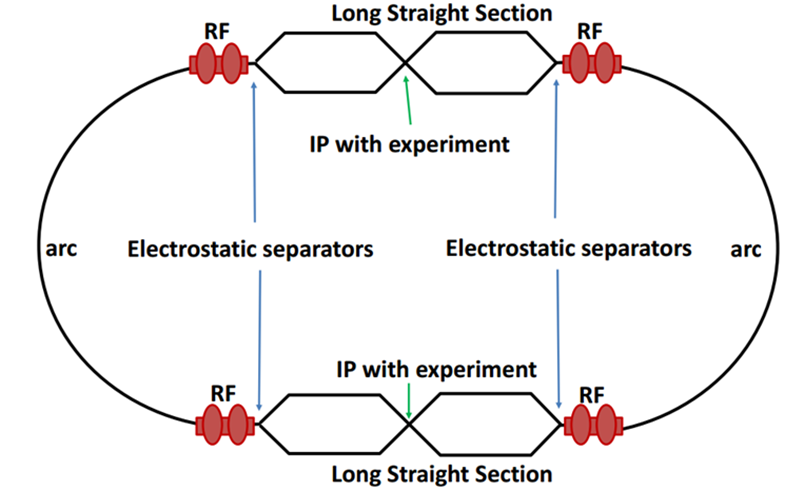 Long Straight Section
RF
RF
IP with experiment
arc
Electrostatic separators
Electrostatic separators
arc
IP with experiment
RF
RF
Long Straight Section